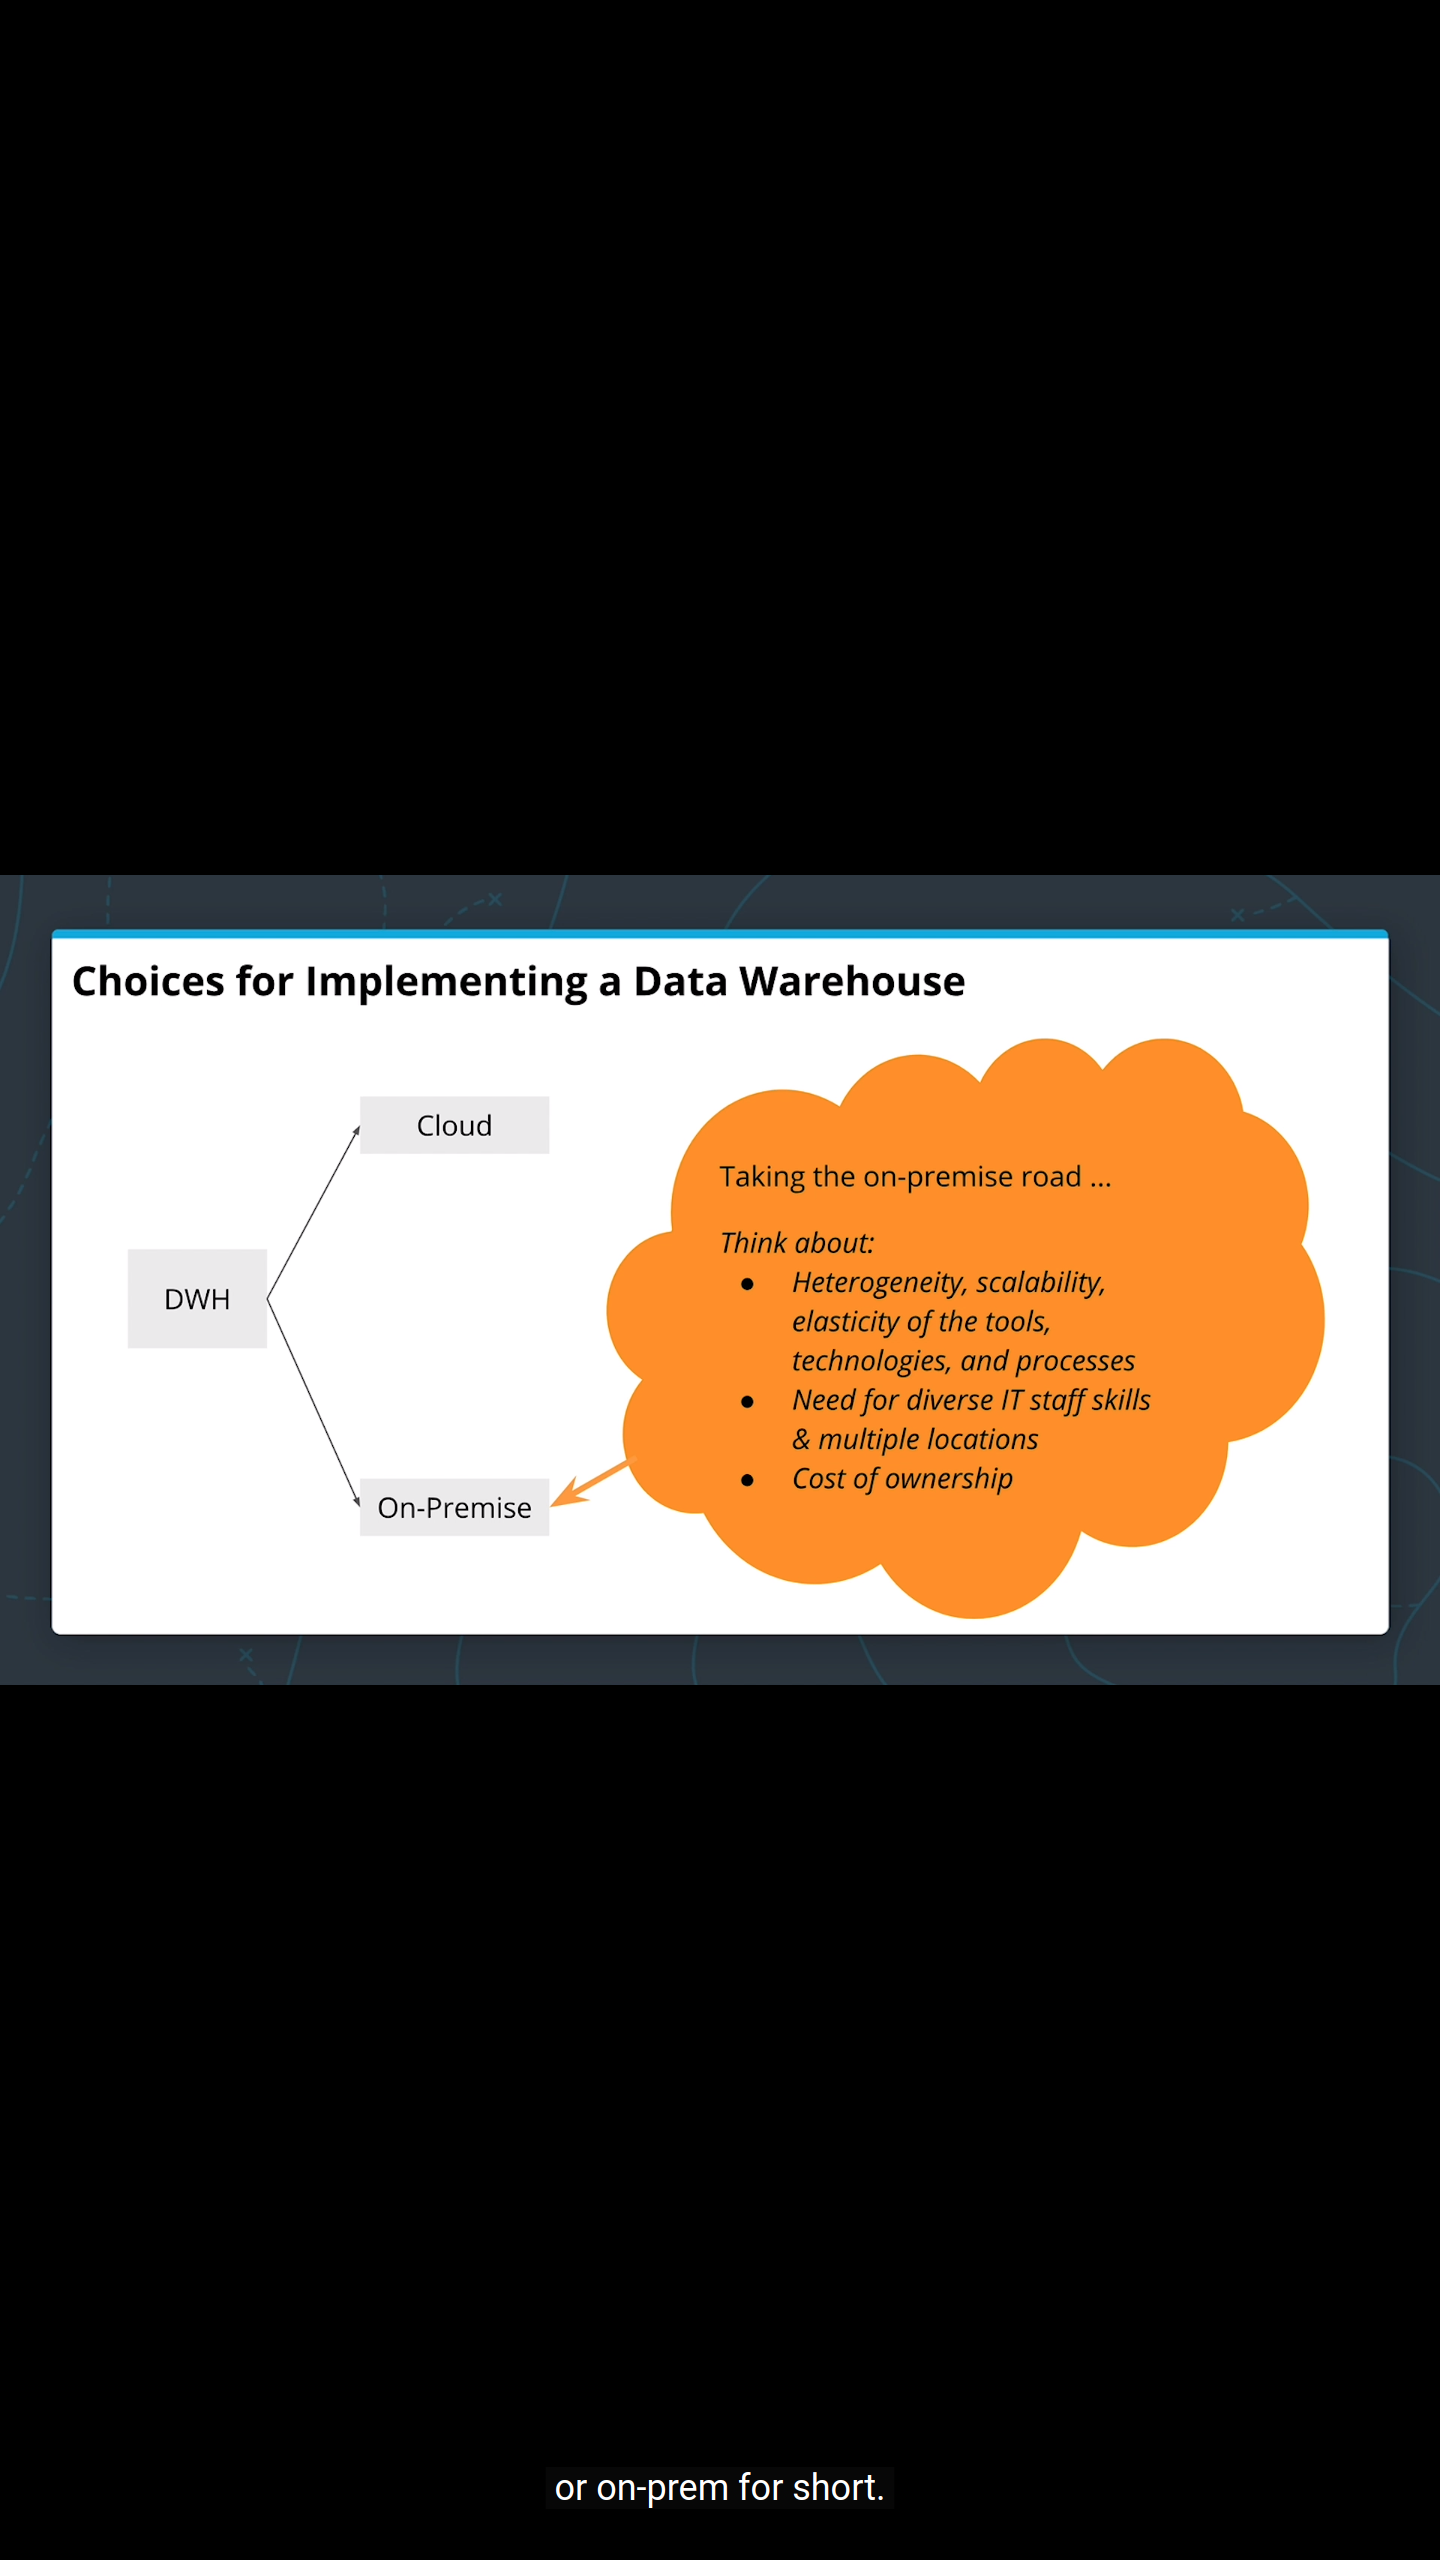 Choices for Implementing a Data Warehouse
Cloud
DWH
On-Premise
Taking the on-premise road ...
Think about:
● Heterogeneity, scalability,
elasticity of the tools,
technologies, and processes
● Need for diverse IT staff skills
& multiple locations
● Cost of ownership
or on-prem for short.